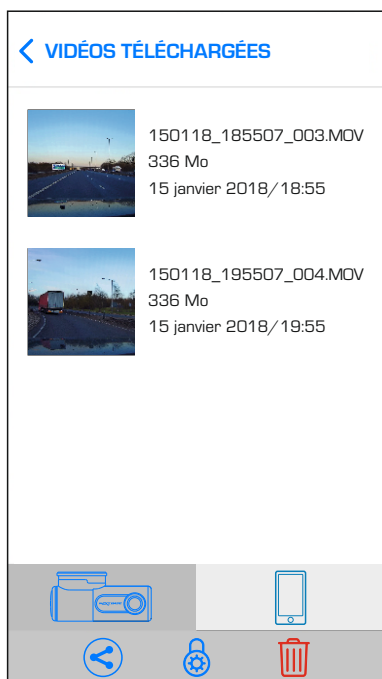 VIDÉOS TÉLÉCHARGÉES
150118_185507_003.MOV
336 Mo
15 janvier 2018/18:55
150118_195507_004.MOV
336 Mo
15 janvier 2018/19:55